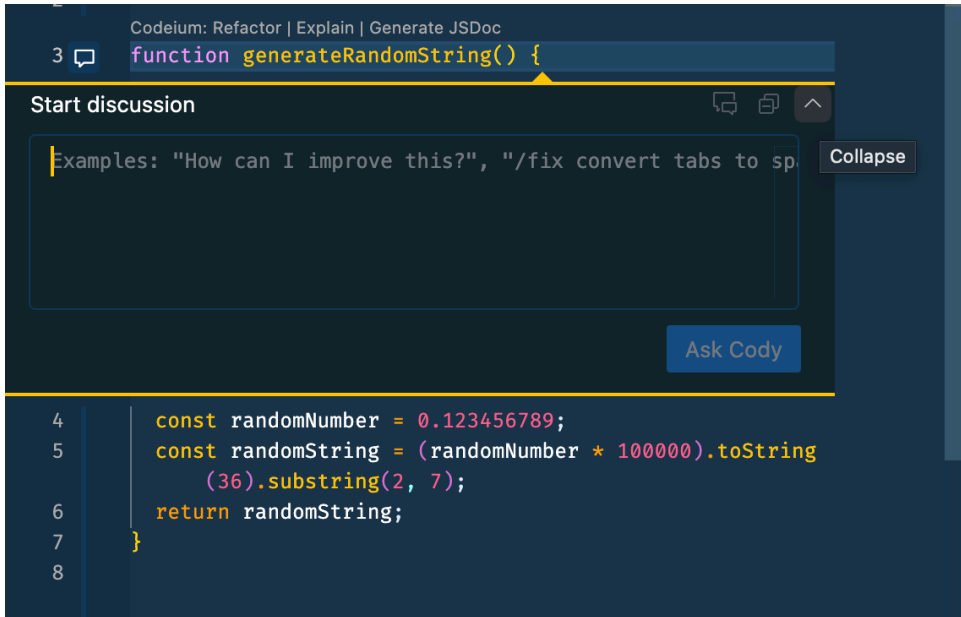 Codeium: Refactor | Explain | Generate JSDoc
3 function generateRandomString() {
Start discussion
Examples: "How can I improve this?", "/fix convert tabs to spa
Collapse
Ask Cody
4 const randomNumber = 0.123456789;
5 const randomString = (randomNumber * 100000).toString
(36).substring(2, 7);
6 return randomString;
7 }
8